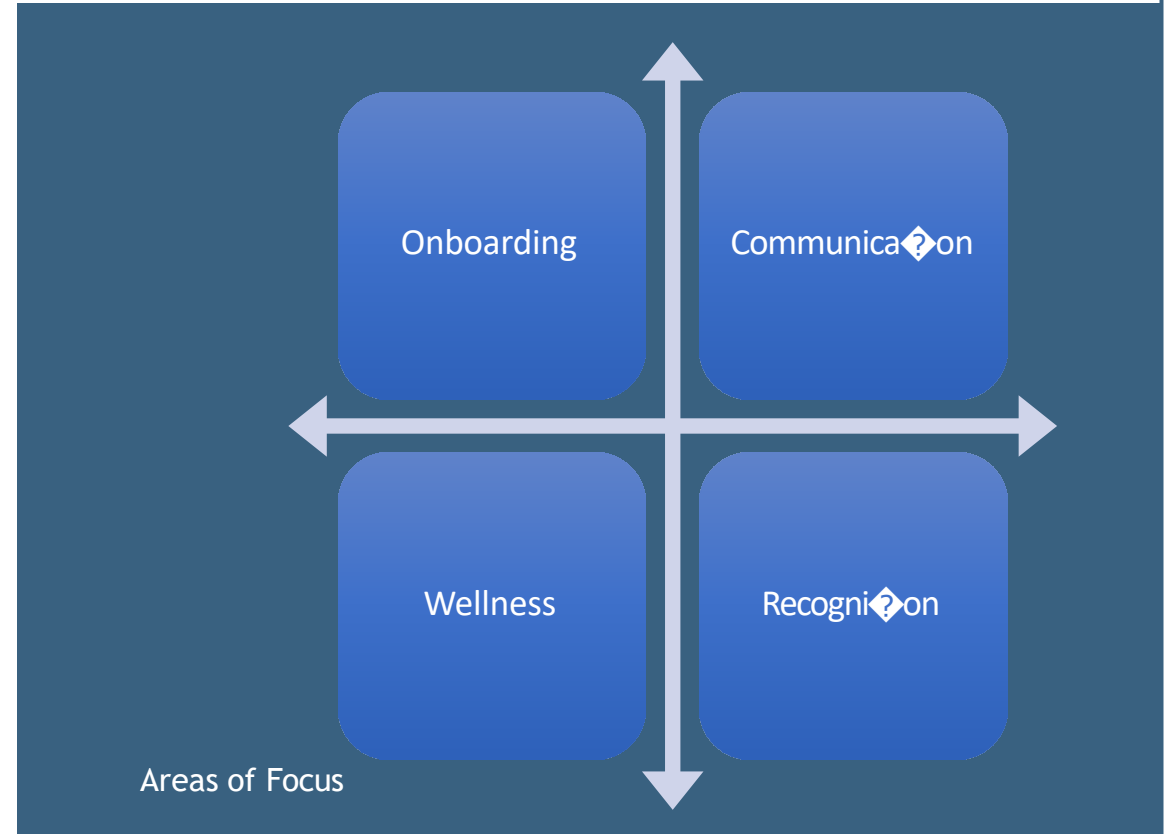 Onboarding
Communica�on
Wellness
Recogni�on
Areas of Focus